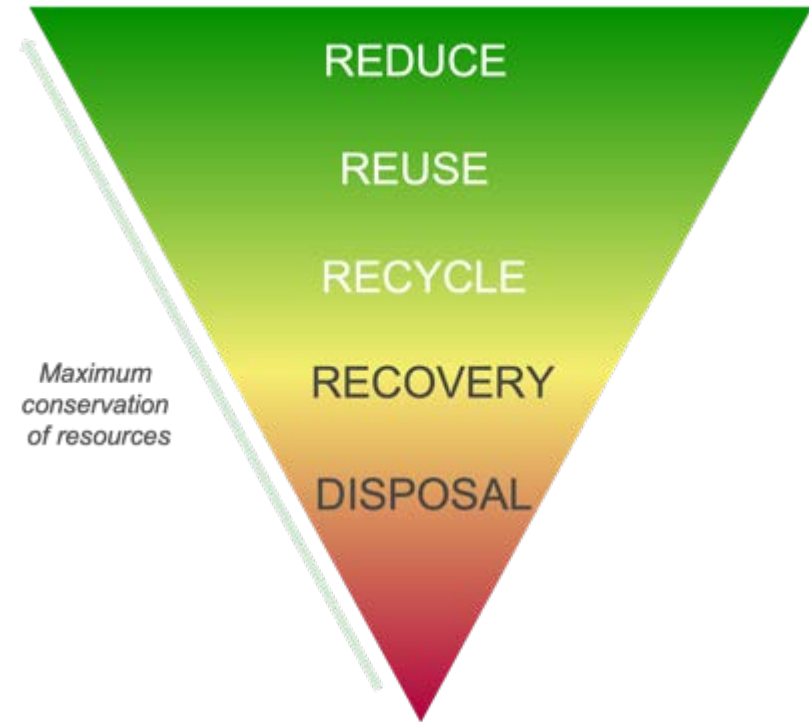 REDUCE
REUSE
RECYCLE
RECOVERY
DISPOSAL
Maximum
conservation
of resources